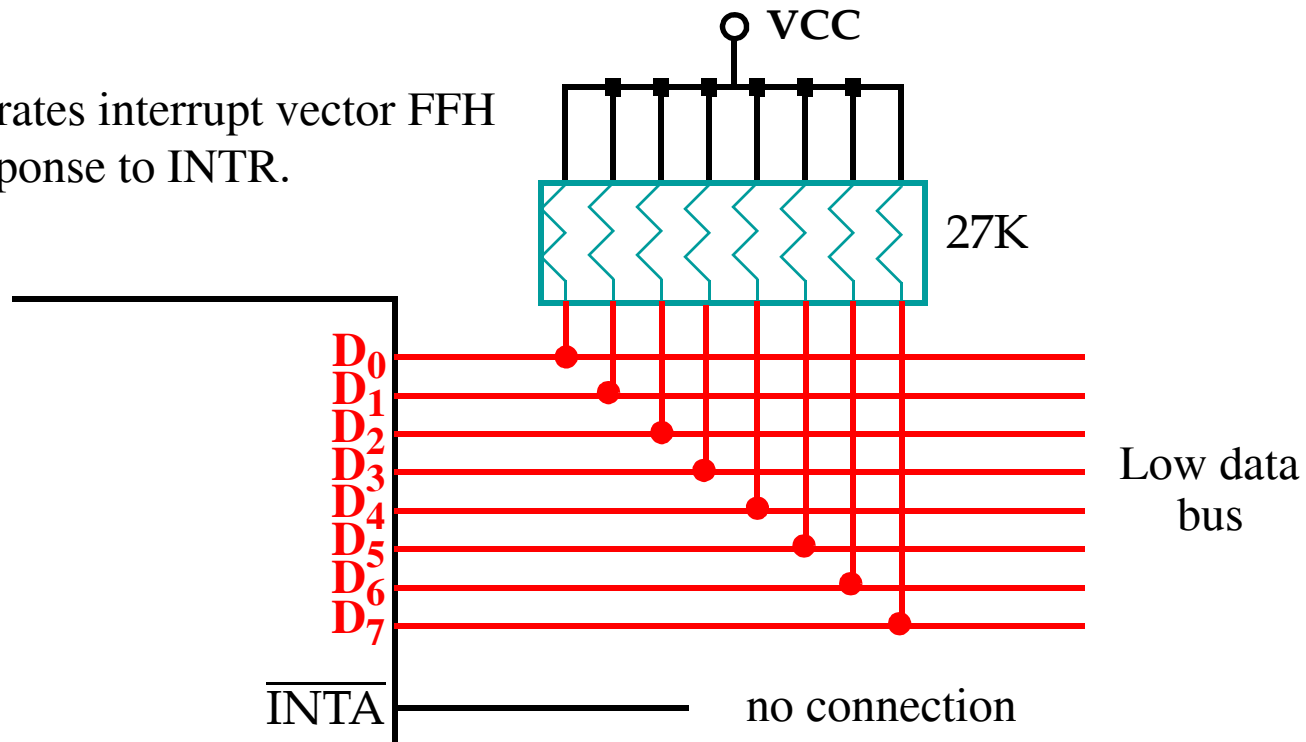 VCC
rates interrupt vector FFH
ponse to INTR.
27K
D0
D1
D2
D3
D4
D5
D6
D7
Low data
bus
INTA
no connection